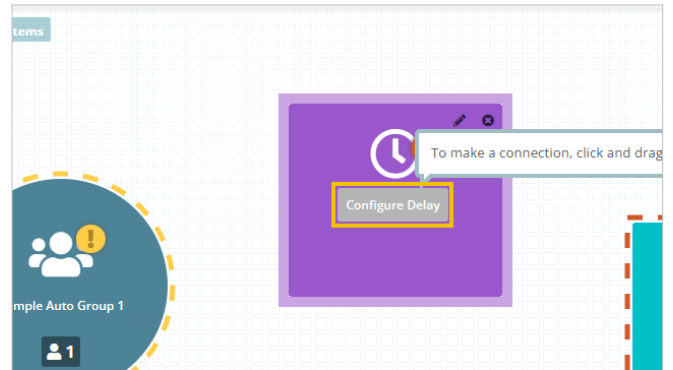 tems
To make a connection, click and drag
Configure Delay
!
mple Auto Group 1
1